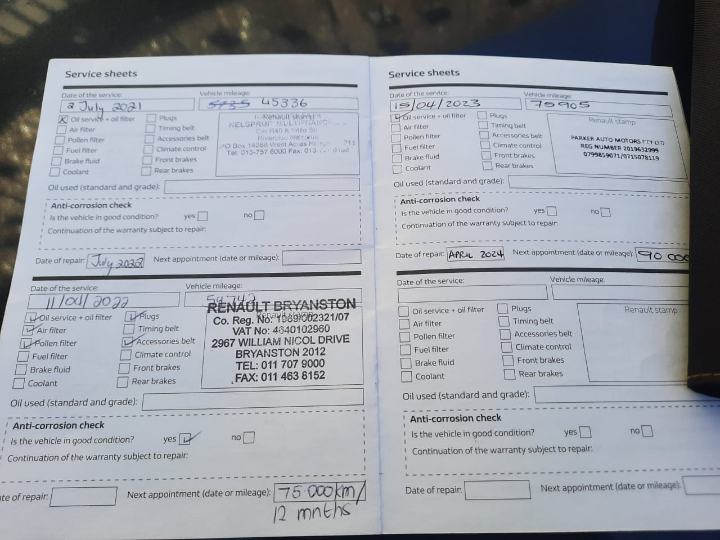 Service sheets
Date of the service: Vehicle mileage:
2 July 2021 45336
Oil service + oil filter Plugs
Air filter Timing belt
Pollen filter Accessories belt
Fuel filter Climate control
Brake fluid Front brakes
Coolant Rear brakes
Renault stamp
Oil used (standard and grade):
Anti-corrosion check
Is the vehicle in good condition? yes no
Continuation of the warranty subject to repair:
Date of repair: July 2022 Next appointment (date or mileage):
Date of the service: Vehicle mileage:
11/01/2022
Oil service + oil filter Plugs
Air filter Timing belt
Pollen filter Accessories belt
Fuel filter Climate control
Brake fluid Front brakes
Coolant Rear brakes
RENAULT BRYANSTON
VAT No: 4640102960
2967 WILLIAM NICOL DRIVE
BRYANSTON 2012
TEL: 011 707 9000
FAX: 011 463 8152
Oil used (standard and grade):
Anti-corrosion check
Is the vehicle in good condition? yes no
Continuation of the warranty subject to repair:
te of repair: Next appointment (date or mileage): 75 000km/
12 mnths
Service sheets
Date of the service: Vehicle mileage:
15/04/2023 75905
Oil service + oil filter Plugs
Air filter Timing belt
Pollen filter Accessories belt
Fuel filter Climate control
Brake fluid Front brakes
Coolant Rear brakes
Renault stamp
PARKER AUTO MOTORS PTY LTD
REG NUMBER 2019632999
0799859071/0715078119
Oil used (standard and grade):
Anti-corrosion check
Is the vehicle in good condition? yes no
Continuation of the warranty subject to repair:
Date of repair: APRIL 2024 Next appointment (date or mileage): 90 000
Date of the service: Vehicle mileage:
Oil service + oil filter Plugs
Air filter Timing belt
Pollen filter Accessories belt
Fuel filter Climate control
Brake fluid Front brakes
Coolant Rear brakes
Renault stamp
Oil used (standard and grade):
Anti-corrosion check
Is the vehicle in good condition? yes no
Continuation of the warranty subject to repair:
Date of repair: Next appointment (date or mileage):